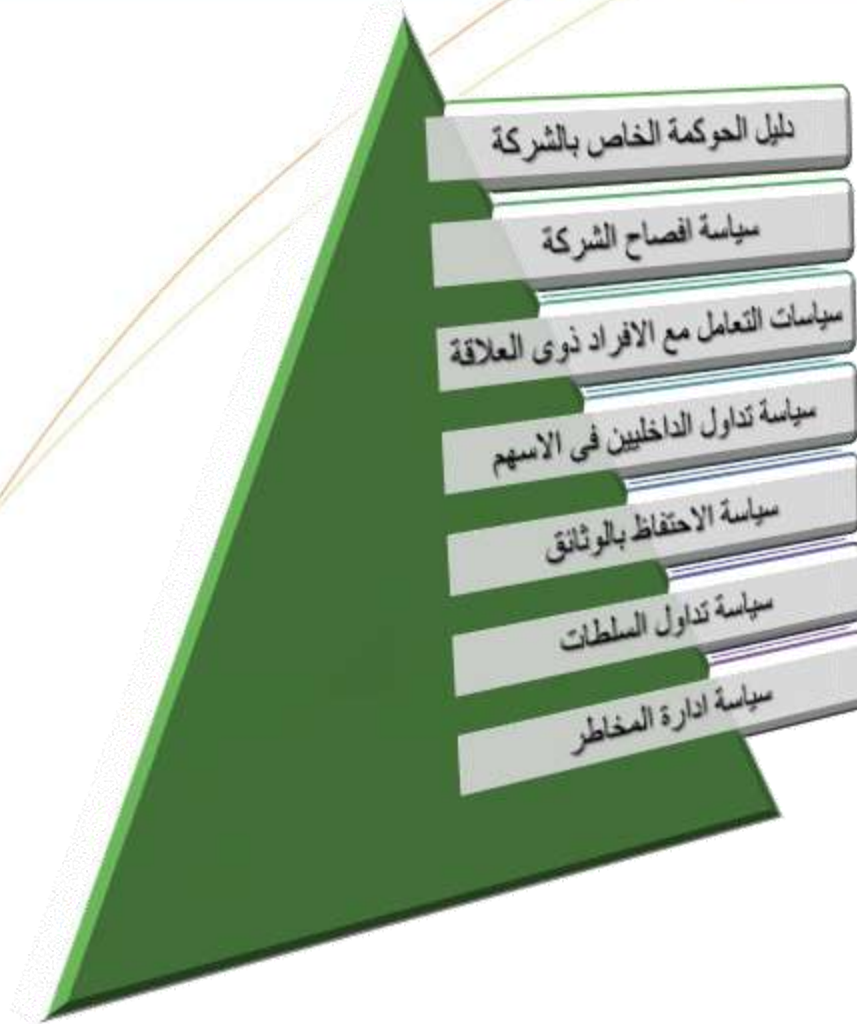 دليل الحوكمة الخاص بالشركة
سياسة افصاح الشركة
سياسات التعامل مع الافراد ذوى العلاقة
سياسة تداول الداخليين فى الاسهم
سياسة الاحتفاظ بالوثائق
سياسة تداول السلطات
سياسة ادارة المخاطر